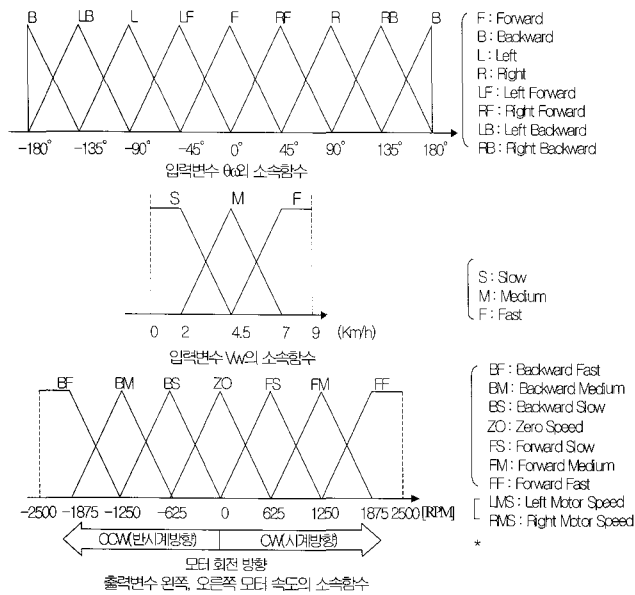 B LB L LF F RF R RB B
-180° -135° -90° -45° 0° 45° 90° 135° 180°
입력변수 θω의 소속함수
F : Forward
B : Backward
L : Left
R : Right
LF : Left Forward
RF : Right Forward
LB : Left Backward
RB : Right Backward
S M F
0 2 4.5 7 9 (Km/h)
입력변수 Vw의 소속함수
S : Slow
M : Medium
F : Fast
BF BM BS ZO FS FM FF
-2500 -1875 -1250 -625 0 625 1250 1875 2500 [RPM]
CCW(반시계방향) CW(시계방향)
모터 회전 방향
출력변수 왼쪽, 오른쪽 모터 속도의 소속함수
BF : Backward Fast
BM : Backward Medium
BS : Backward Slow
ZO : Zero Speed
FS : Forward Slow
FM : Forward Medium
FF : Forward Fast
LMS : Left Motor Speed
RMS : Right Motor Speed
*